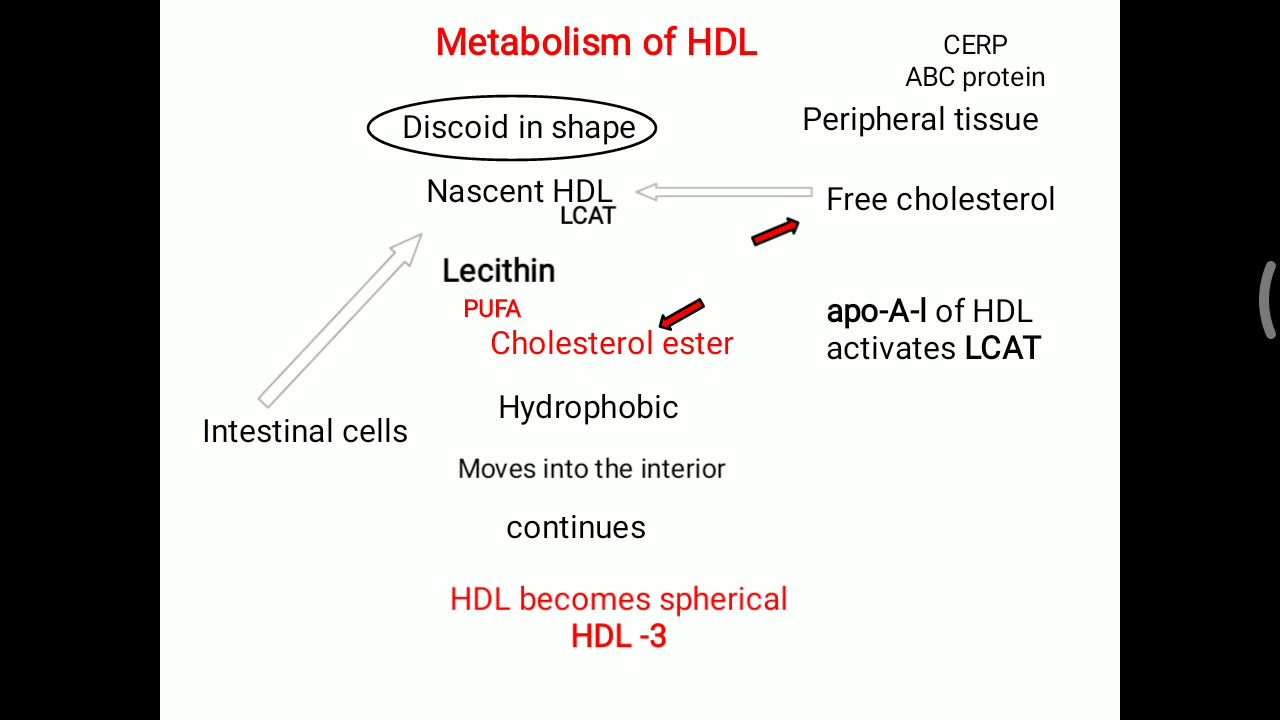 Metabolism of HDL
CERP
ABC protein
Peripheral tissue
Discoid in shape
Nascent HDL
LCAT
Free cholesterol
Lecithin
PUFA
Cholesterol ester
apo-A-l of HDL
activates LCAT
Hydrophobic
Intestinal cells
Moves into the interior
continues
HDL becomes spherical
HDL -3